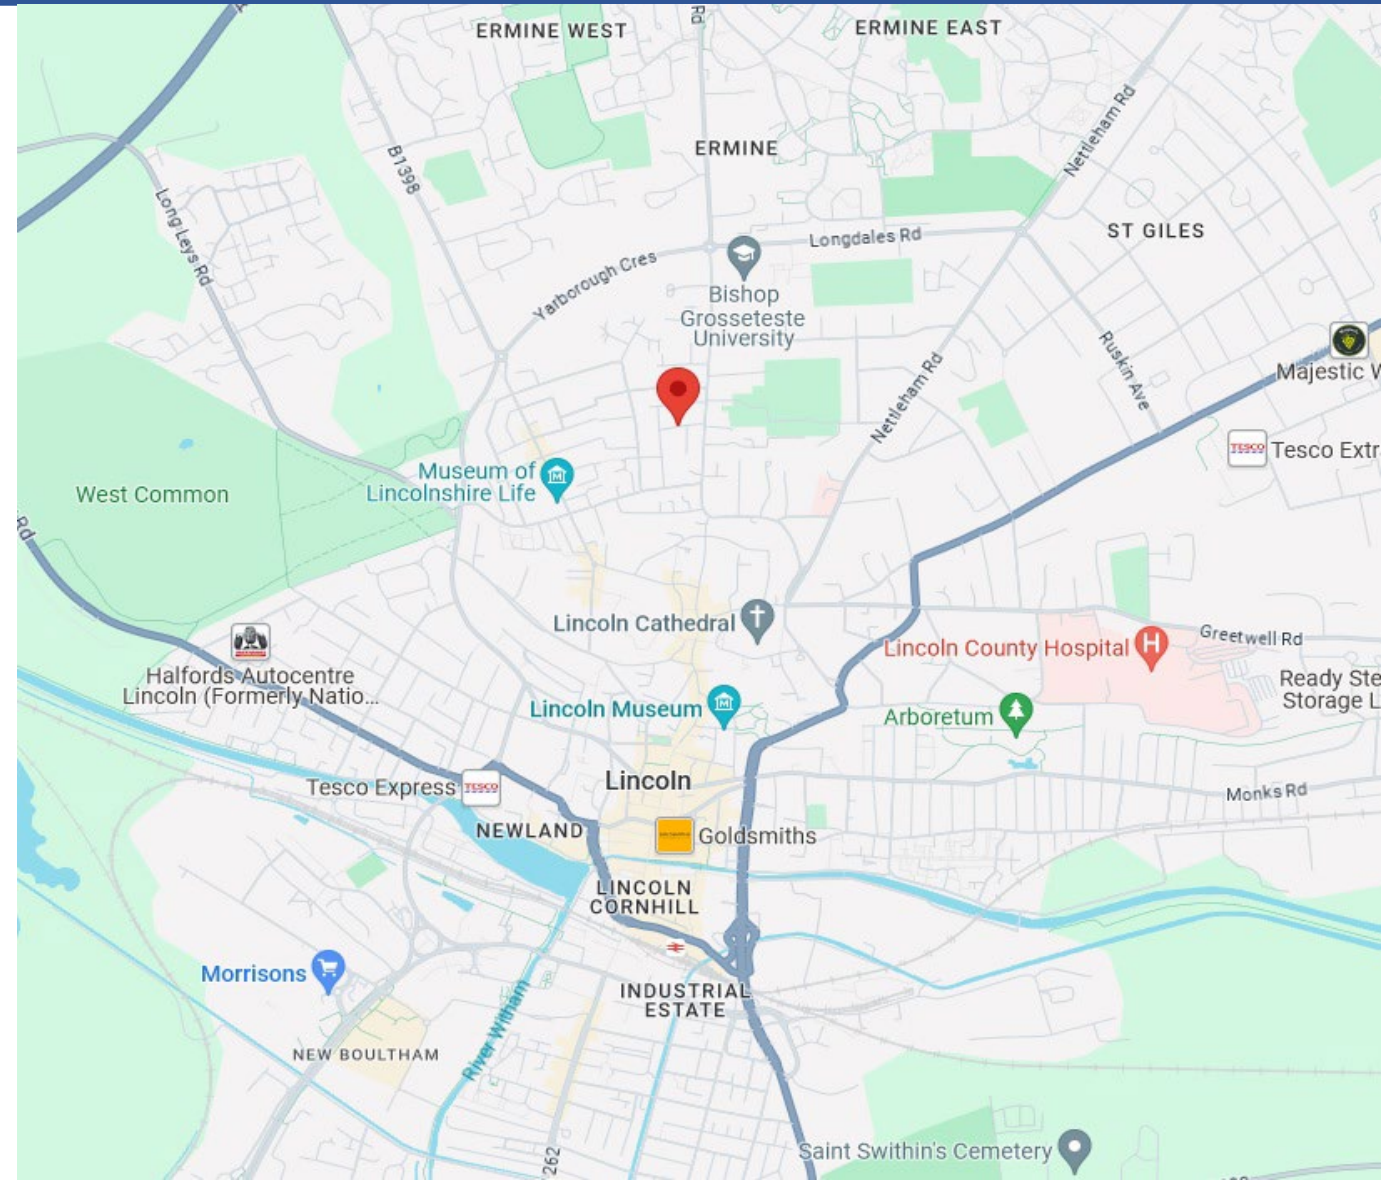 ERMINE WEST
Rd
ERMINE EAST
Nettleham Rd
B1398
ERMINE
Long Leys Rd
Longdales Rd
ST GILES
Yarborough Cres
Bishop
Grosseteste
University
Ruskin Ave
Majestic W
Nettleham Rd
TESCO
Tesco Extr
Museum of
Lincolnshire Life
West Common
Rd
Lincoln Cathedral
Lincoln County Hospital
H
Greetwell Rd
Halfords Autocentre
Lincoln (Formerly Natio...
Ready Ste
Storage L
Lincoln Museum
Arboretum
Lincoln
Tesco Express
TESCO
Monks Rd
NEWLAND
Goldsmiths
LINCOLN
CORNHILL
Morrisons
INDUSTRIAL
ESTATE
River Witham
NEW BOULTHAM
Saint Swithin's Cemetery
262